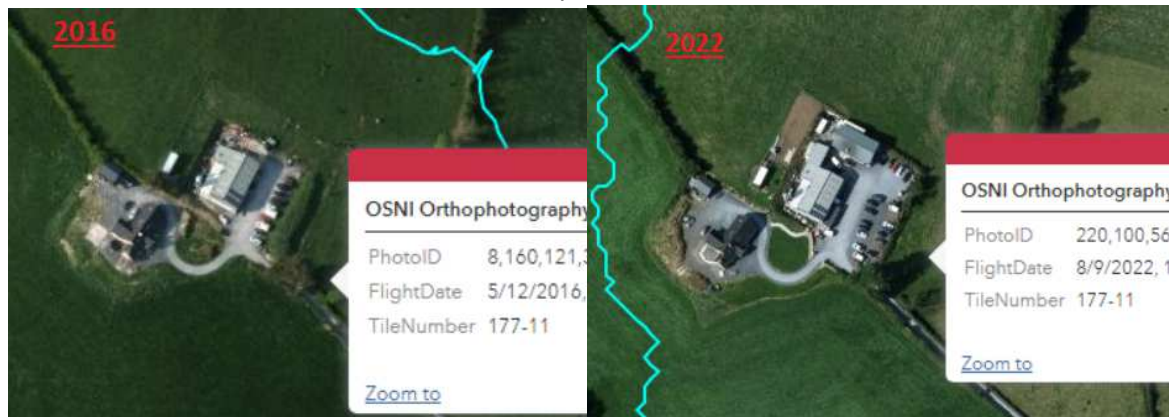 2016
OSNI Orthophotography
PhotoID 8,160,121,
FlightDate 5/12/2016,
TileNumber 177-11
Zoom to
2022
OSNI Orthophotography
PhotoID 220,100,56
FlightDate 8/9/2022, 1
TileNumber 177-11
Zoom to